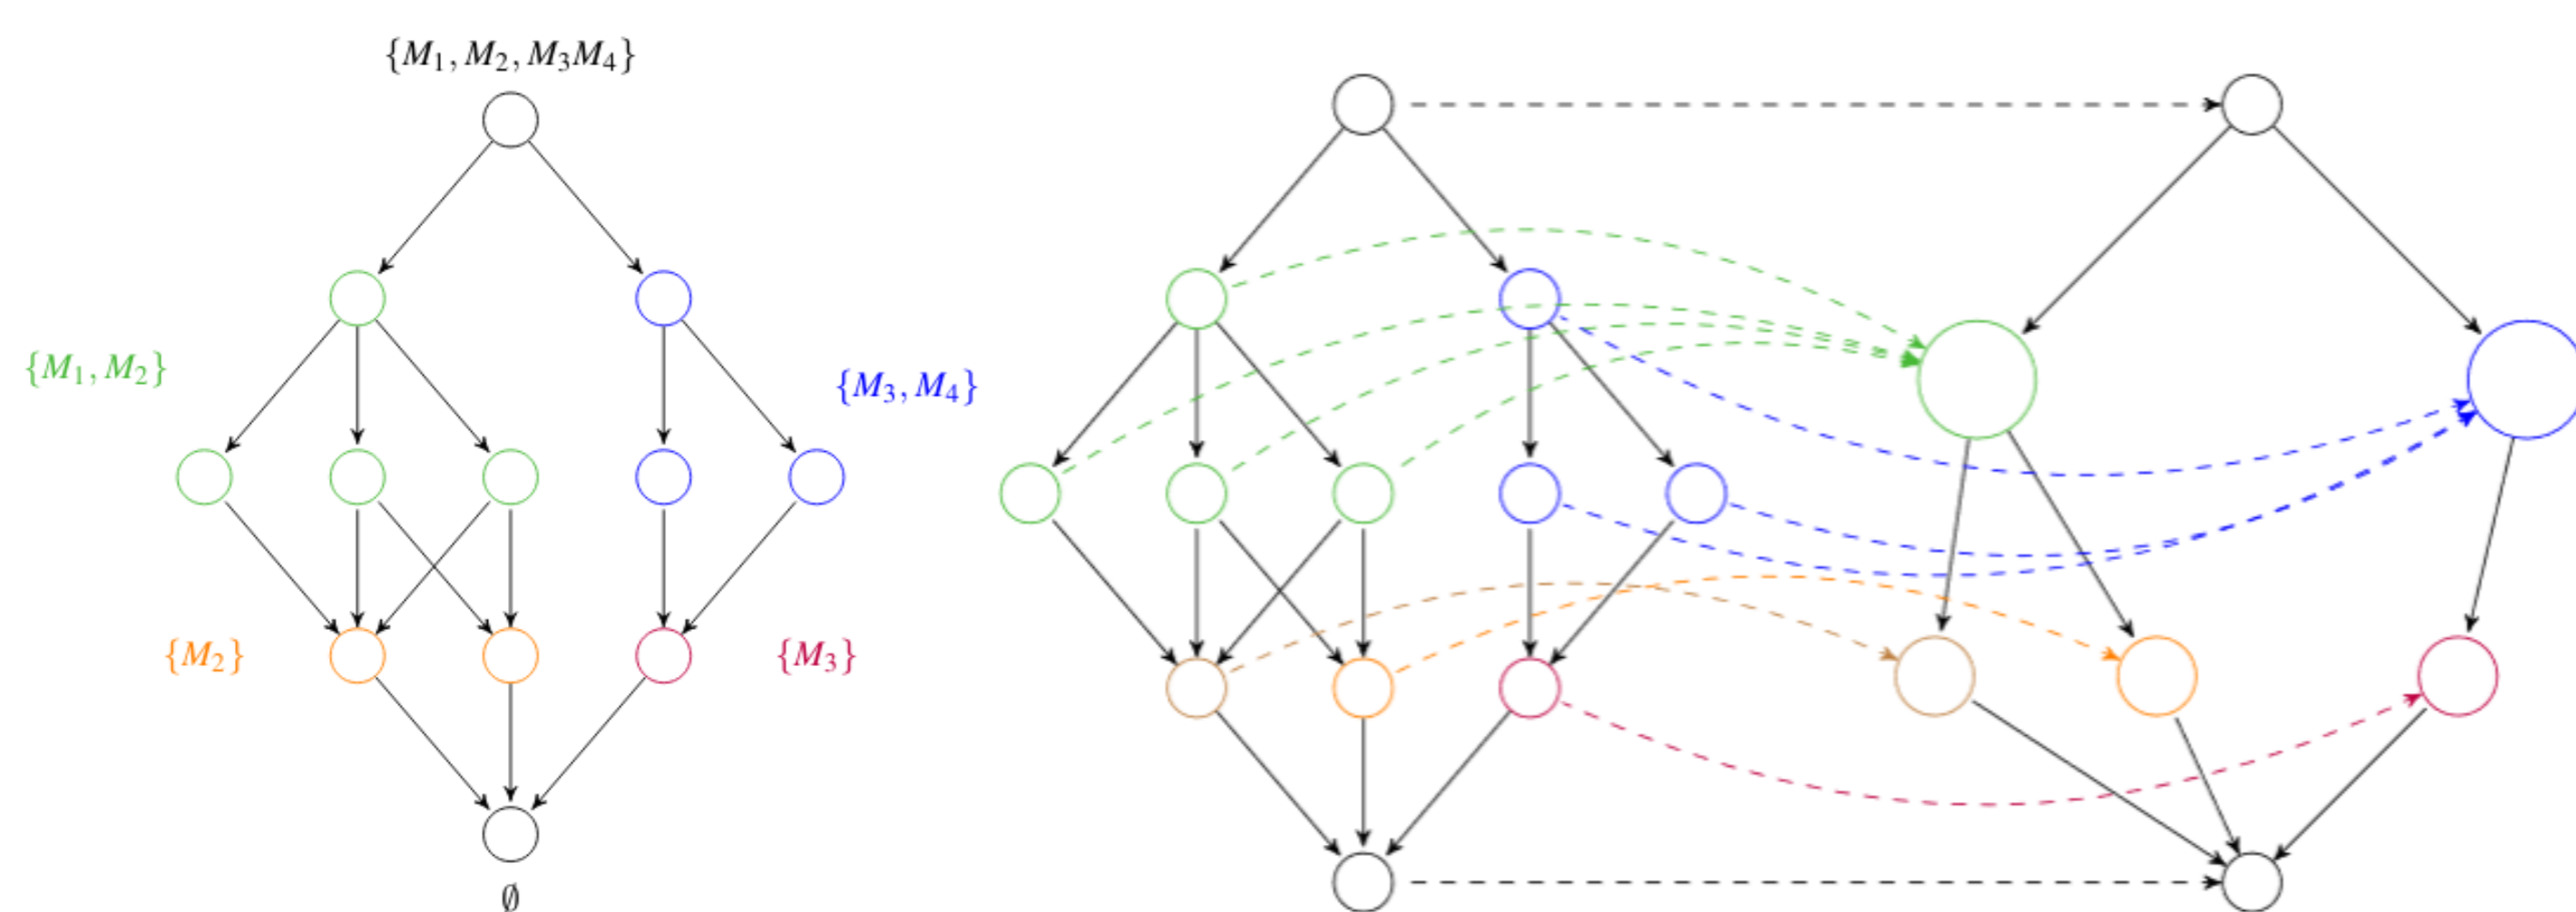 {M₁, M₂, M₃M₄}
{M₁, M₂}
{M₃, M₄}
{M₂}
{M₃}
∅